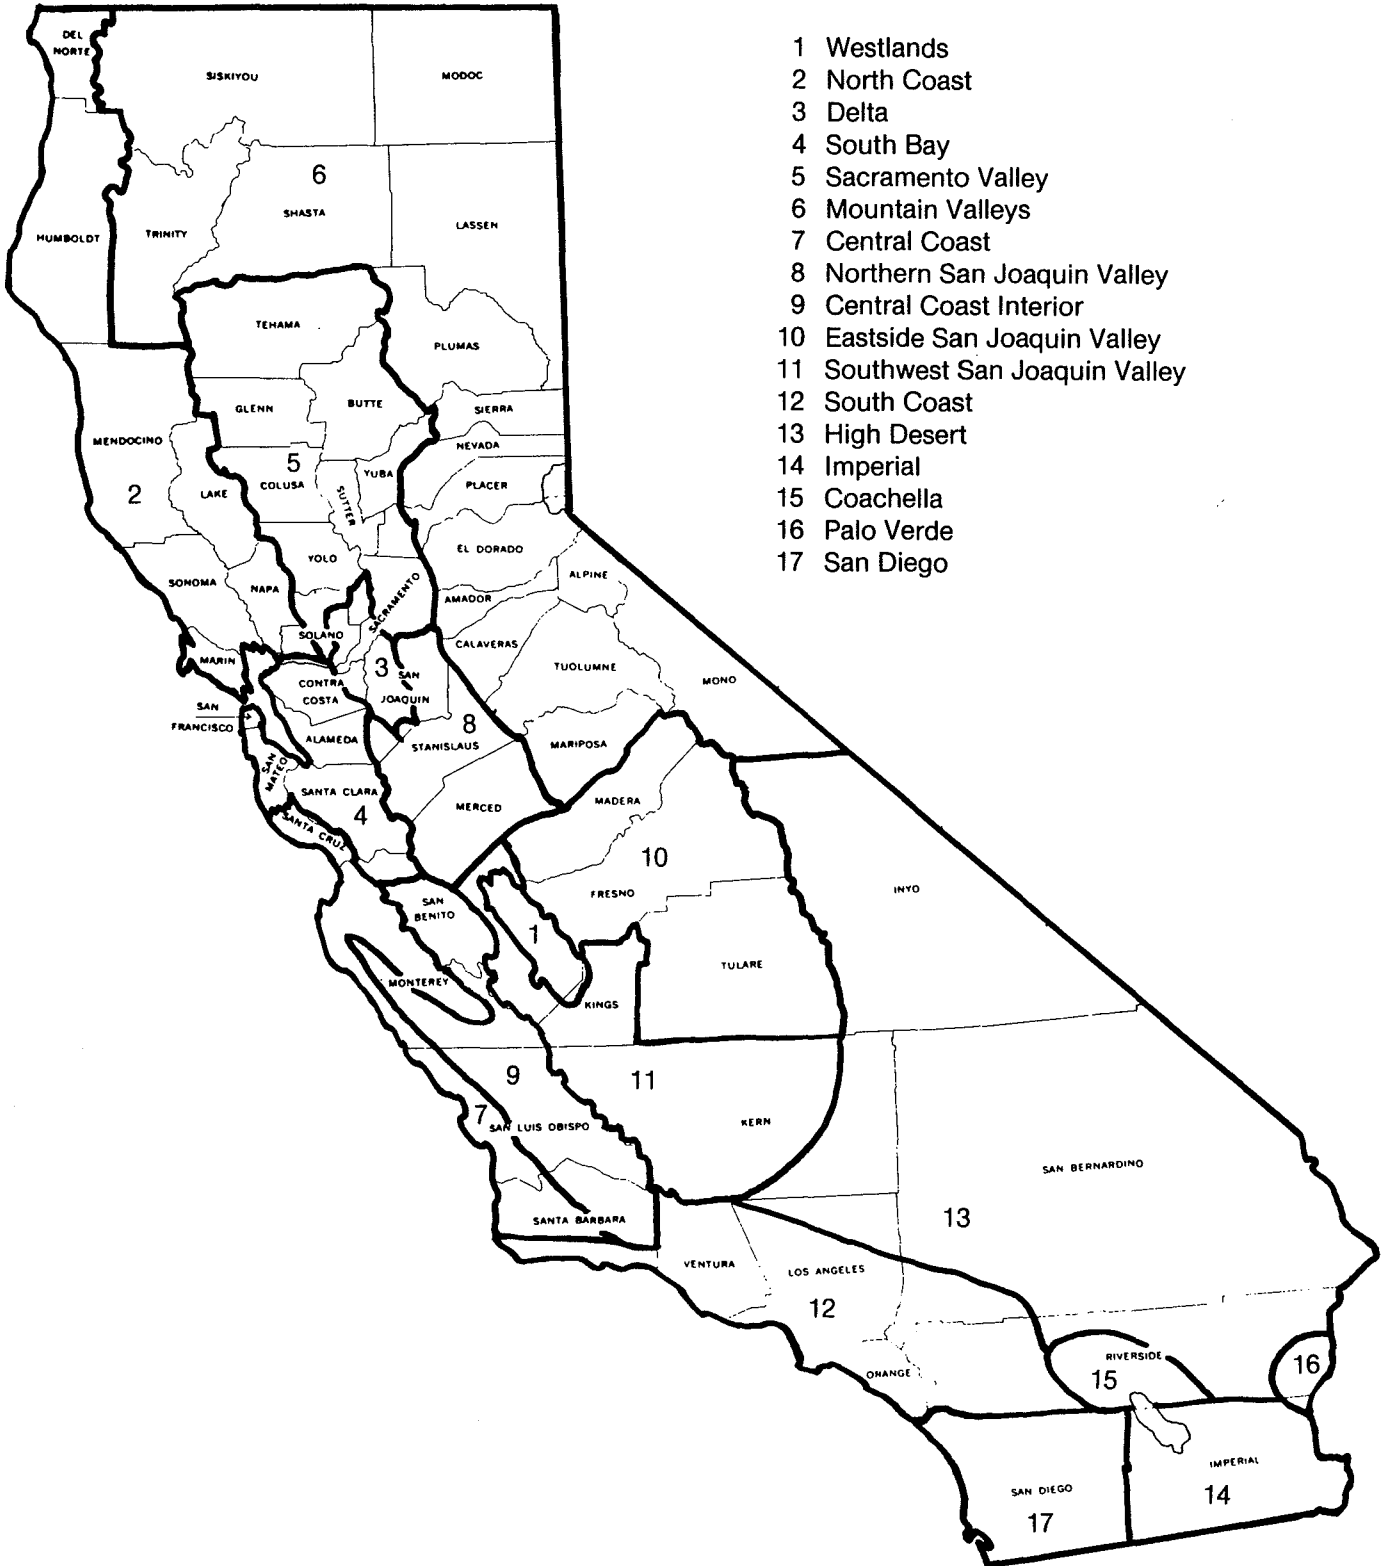 1 Westlands
2 North Coast
3 Delta
4 South Bay
5 Sacramento Valley
6 Mountain Valleys
7 Central Coast
8 Northern San Joaquin Valley
9 Central Coast Interior
10 Eastside San Joaquin Valley
11 Southwest San Joaquin Valley
12 South Coast
13 High Desert
14 Imperial
15 Coachella
16 Palo Verde
17 San Diego
DEL
NORTE
SISKIYOU
MODOC
6
SHASTA
HUMBOLDT
TRINITY
LASSEN
TEHAMA
PLUMAS
GLENN
BUTTE
SIERRA
MENDOCINO
NEVADA
5
YUBA
COLUSA
PLACER
2
LAKE
SUTTER
YOLO
EL DORADO
SONOMA
NAPA
ALPINE
SACRAMENTO
AMADOR
SOLANO
CALAVERAS
MARIN
3
SAN
JOAQUIN
TUOLUMNE
MONO
CONTRA
COSTA
SAN
FRANCISCO
8
ALAMEDA
STANISLAUS
MARIPOSA
SAN
MATEO
SANTA CLARA
4
MERCED
MADERA
SANTA CRUZ
10
FRESNO
INYO
SAN
BENITO
1
TULARE
MONTEREY
KINGS
9
11
7
SAN LUIS OBISPO
KERN
SAN BERNARDINO
13
SANTA BARBARA
VENTURA
LOS ANGELES
12
RIVERSIDE
15
16
ORANGE
IMPERIAL
14
SAN DIEGO
17